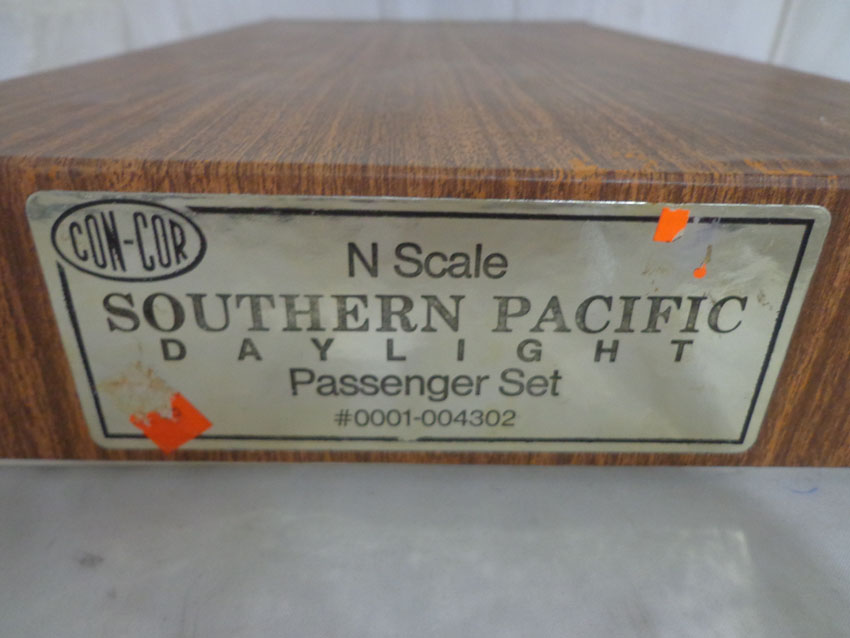 CON-COR
N Scale
SOUTHERN PACIFIC
DAYLIGHT
Passenger Set
#0001-004302